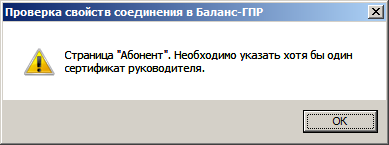 Проверка свойств соединения в Баланс-ГПР
Страница "Абонент". Необходимо указать хотя бы один
сертификат руководителя.
OK